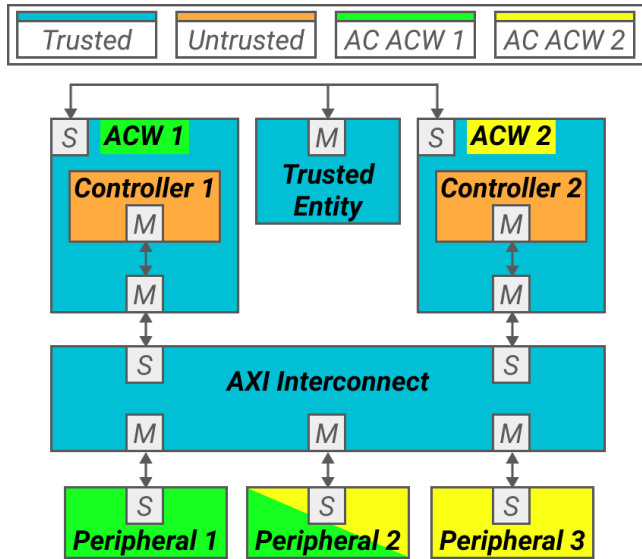 Trusted
Untrusted
AC ACW 1
AC ACW 2
S
ACW 1
M
Trusted
Entity
S
ACW 2
Controller 1
M
M
Controller 2
M
M
S
S
AXI Interconnect
M
M
M
S
Peripheral 1
S
Peripheral 2
S
Peripheral 3